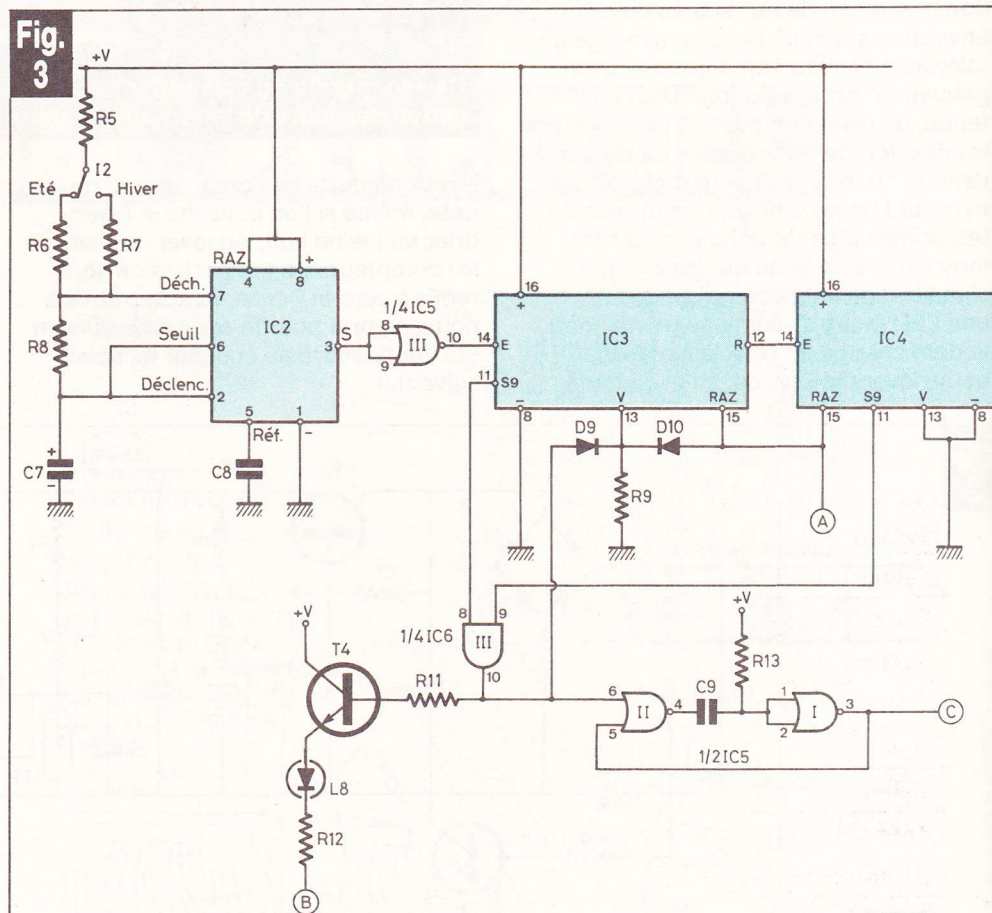 Fig.
3
+V
R5
I2
Eté
Hiver
R6
R7
RAZ
+
4
8
Déch.
7
IC2
R8
Seuil
6
S
3
1/4 IC5
8
III
10
9
Déclenc.
2
5
1
Réf.
-
+
C7
-
C8
16
+
14
E
IC3
R
12
11
S9
-
V
RAZ
8
13
15
16
+
14
E
IC4
RAZ
S9
V
-
15
11
13
8
D9
D10
R9
A
8
9
1/4 IC6
III
10
+V
T4
R11
+V
R13
6
II
4
C9
1
I
3
C
5
2
1/2 IC5
L8
R12
B